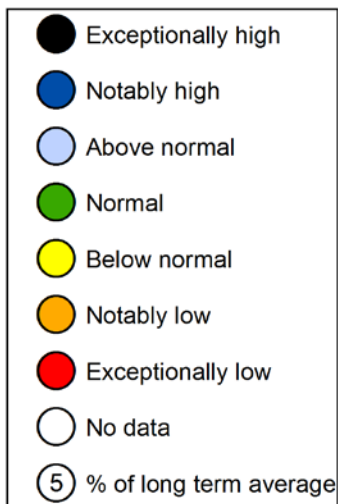 Exceptionally high
Notably high
Above normal
Normal
Below normal
Notably low
Exceptionally low
No data
5 % of long term average